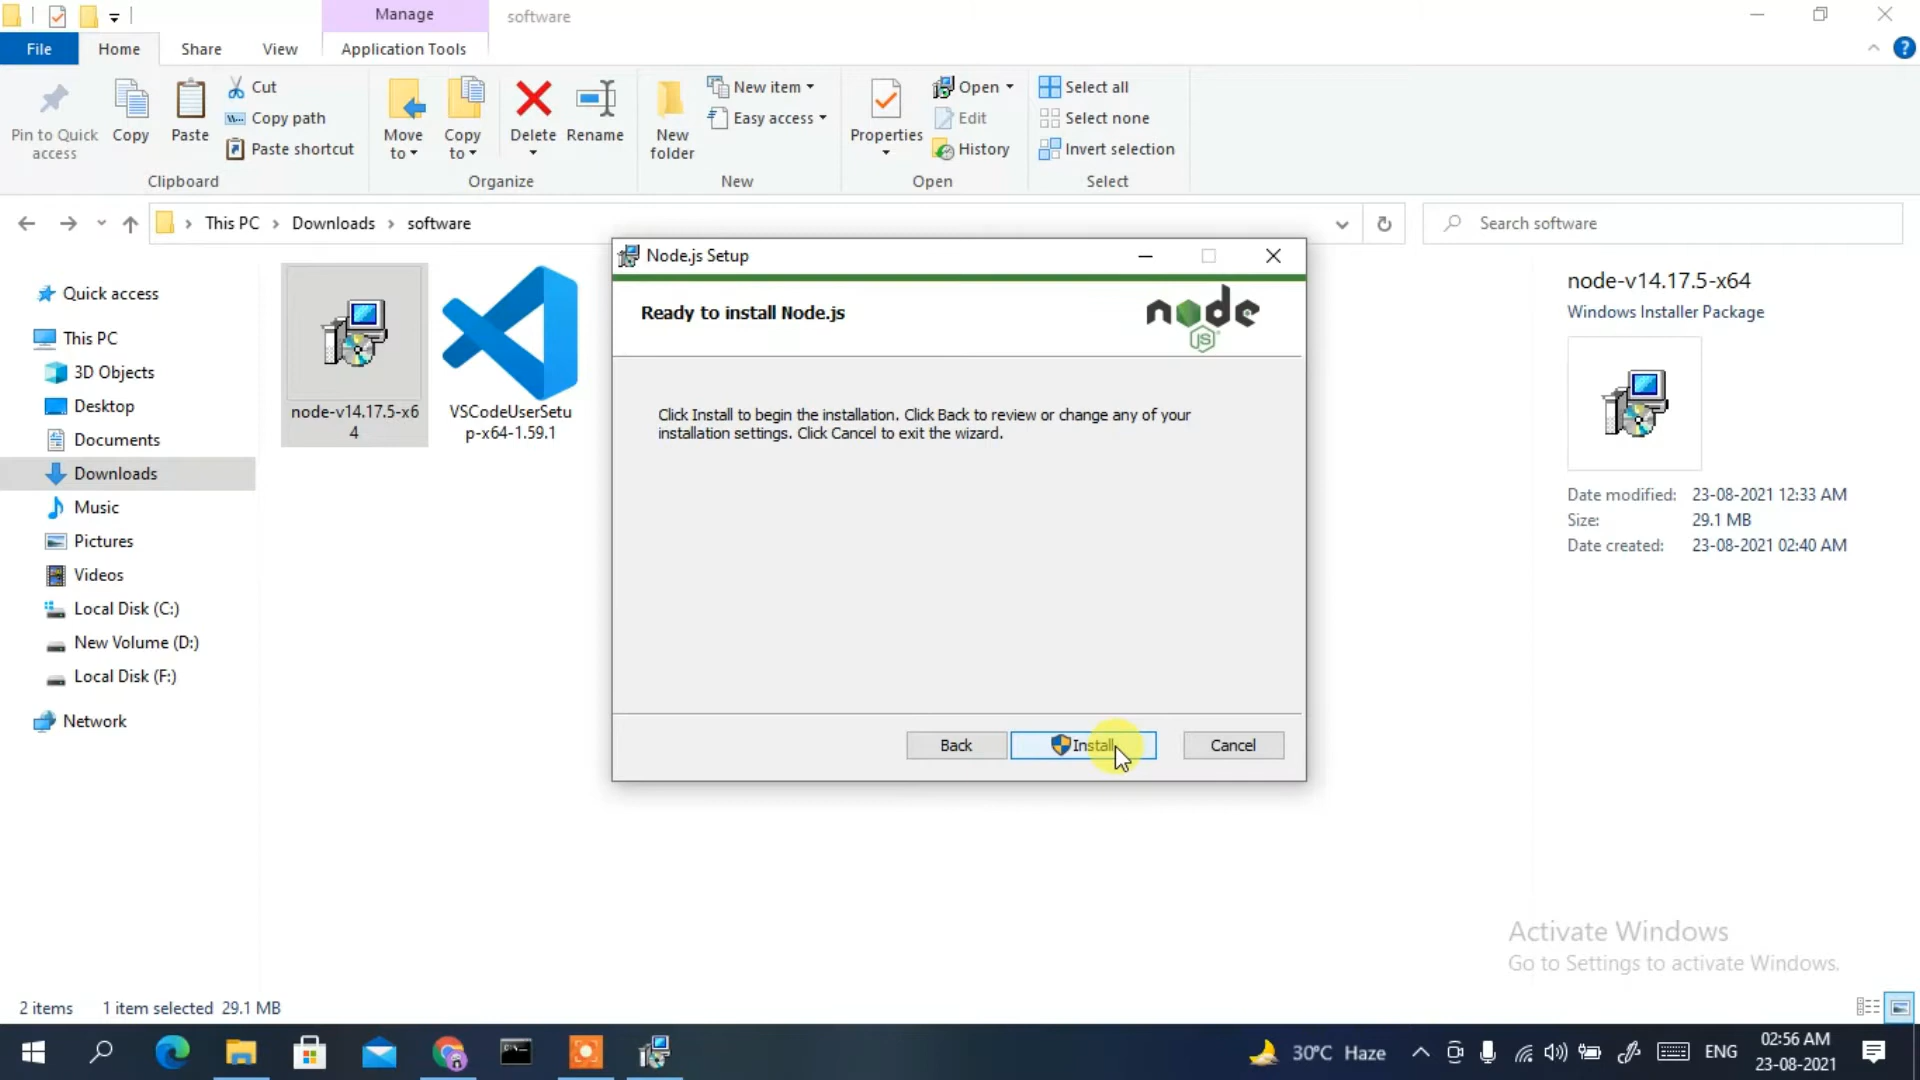 Manage
software
File
Home
Share
View
Application Tools
Pin to Quick
access
Copy
Paste
Cut
Copy path
Paste shortcut
Clipboard
Move
to
Copy
to
Delete
Rename
Organize
New
folder
New item
Easy access
New
Properties
Open
Edit
History
Open
Select all
Select none
Invert selection
Select
This PC > Downloads > software
Search software
Quick access
This PC
3D Objects
Desktop
Documents
Downloads
Music
Pictures
Videos
Local Disk (C:)
New Volume (D:)
Local Disk (F:)
Network
node-v14.17.5-x6
4
VSCodeUserSetu
p-x64-1.59.1
Node.js Setup
Ready to install Node.js
node
JS
Click Install to begin the installation. Click Back to review or change any of your
installation settings. Click Cancel to exit the wizard.
Back
Install
Cancel
node-v14.17.5-x64
Windows Installer Package
Date modified: 23-08-2021 12:33 AM
Size: 29.1 MB
Date created: 23-08-2021 02:40 AM
Activate Windows
Go to Settings to activate Windows.
2 items 1 item selected 29.1 MB
30°C Haze
ENG
02:56 AM
23-08-2021